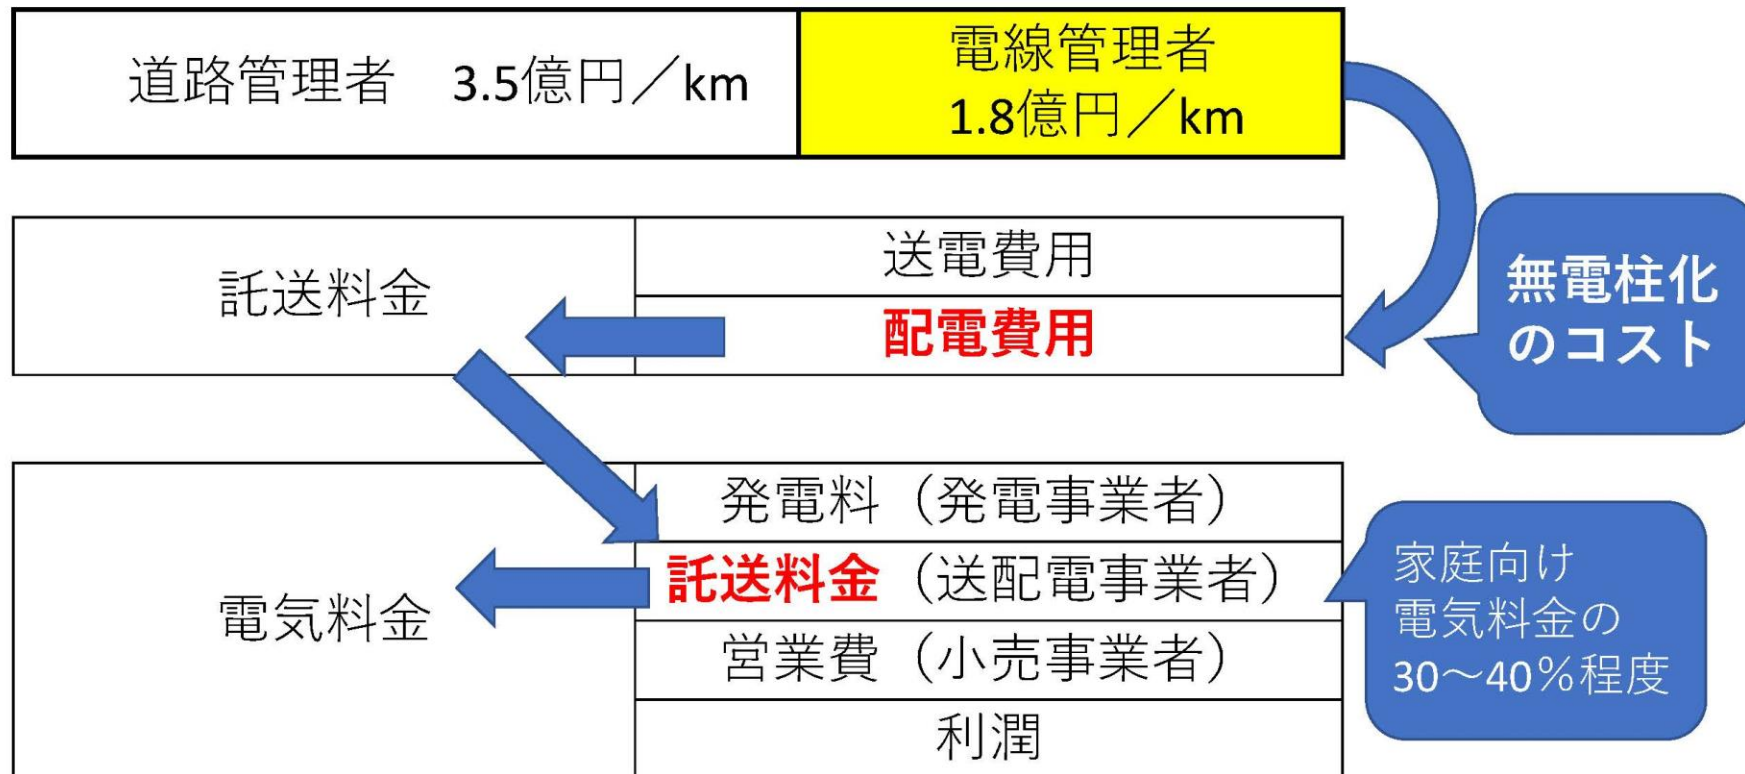 道路管理者　3.5億円／km
電線管理者
1.8億円／km
託送料金
送電費用
配電費用
無電柱化
のコスト
電気料金
発電料（発電事業者）
託送料金（送配電事業者）
営業費（小売事業者）
利潤
家庭向け
電気料金の
30～40％程度